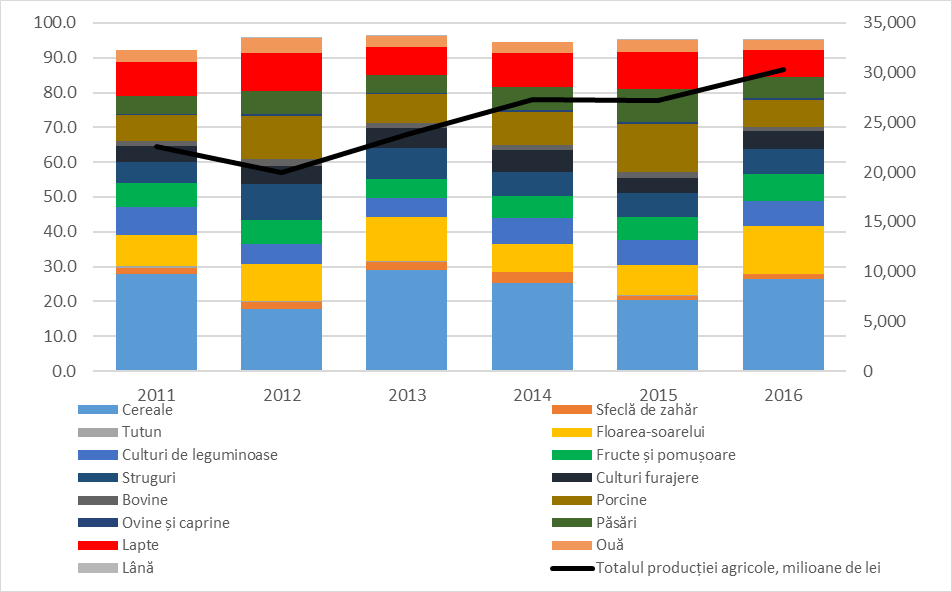 100.0
90.0
80.0
70.0
60.0
50.0
40.0
30.0
20.0
10.0
0.0
35,000
30,000
25,000
20,000
15,000
10,000
5,000
0
2011 2012 2013 2014 2015 2016
Cereale Sfeclă de zahăr
Tutun Floarea-soarelui
Culturi de leguminoase Fructe și pomușoare
Struguri Culturi furajere
Bovine Porcine
Ovine și caprine Păsări
Lapte Ouă
Lână Totalul producției agricole, milioane de lei